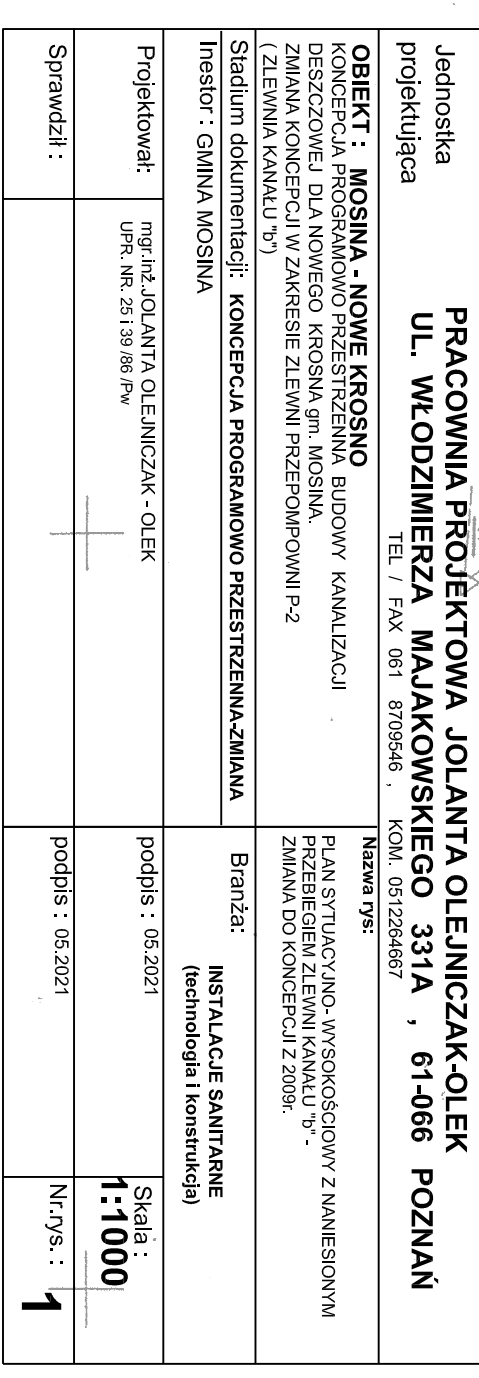 Jednostka
projektująca
PRACOWNIA PROJEKTOWA JOLANTA OLEJNICZAK-OLEK
UL. WŁODZIMIERZA MAJAKOWSKIEGO 331A , 61-066 POZNAŃ
TEL / FAX 061 8709546 , KOM. 0512264667
OBIEKT : MOSINA - NOWE KROSNO
KONCEPCJA PROGRAMOWO PRZESTRZENNA BUDOWY KANALIZACJI
DESZCZOWEJ DLA NOWEGO KROSNA gm. MOSINA.
ZMIANA KONCEPCJI W ZAKRESIE ZLEWNI PRZEPOMPOWNI P-2
( ZLEWNIA KANAŁU "b")
Nazwa rys:
PLAN SYTUACYJNO- WYSOKOŚCIOWY Z NANIESIONYM
PRZEBIEGIEM ZLEWNI KANAŁU "b" -
ZMIANA DO KONCEPCJI Z 2009r.
Stadium dokumentacji: KONCEPCJA PROGRAMOWO PRZESTRZENNA-ZMIANA
Inestor : GMINA MOSINA
Branża:
INSTALACJE SANITARNE
(technologia i konstrukcja)
Projektował:
mgr.inż.JOLANTA OLEJNICZAK - OLEK
UPR. NR. 25 i 39 /86 /Pw
podpis : 05.2021
Skala :
1:1000
Sprawdził :
podpis : 05.2021
Nr.rys. :
1